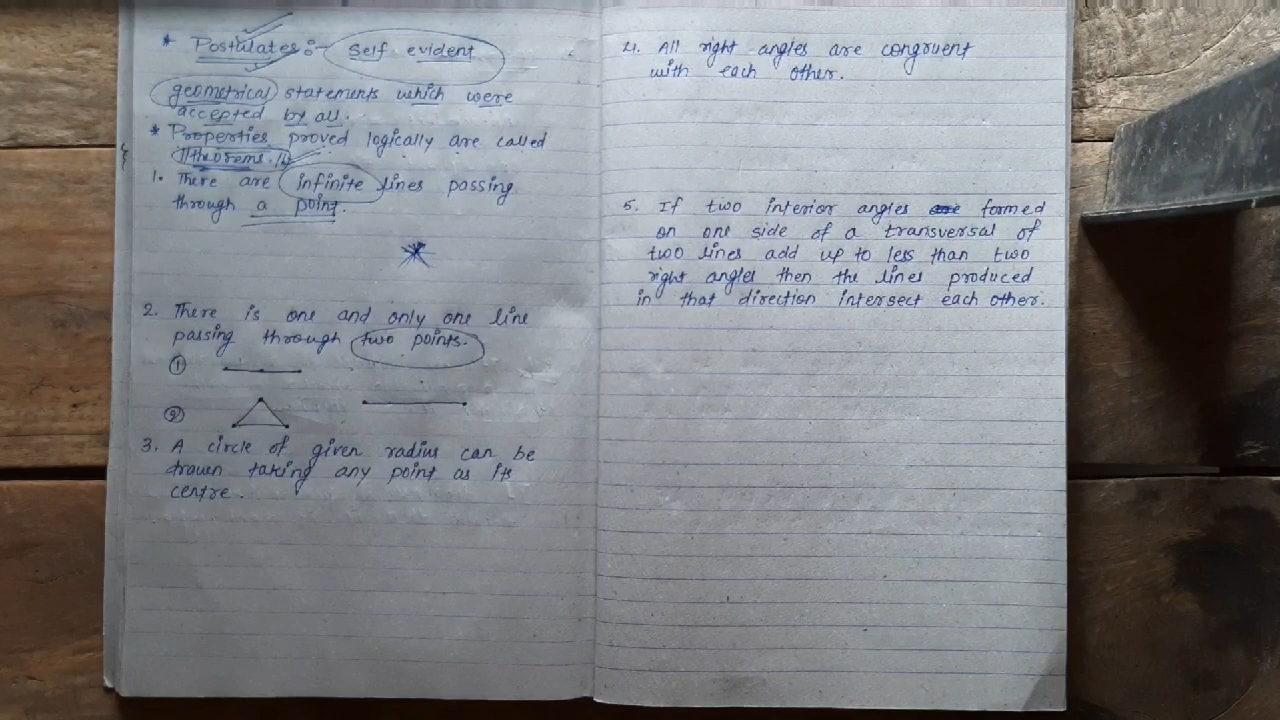 * Postulates :- Self evident
geometrical statements which were
accepted by all.
* Properties proved logically are called
Theorems.
1. There are infinite lines passing
through a point.
2. There is one and only one line
passing through two points.
①
②
3. A circle of given radius can be
drawn taking any point as its
centre.
4. All right angles are congruent
with each other.
5. If two interior angles are formed
on one side of a transversal of
two lines add up to less than two
right angles then the lines produced
in that direction intersect each other.